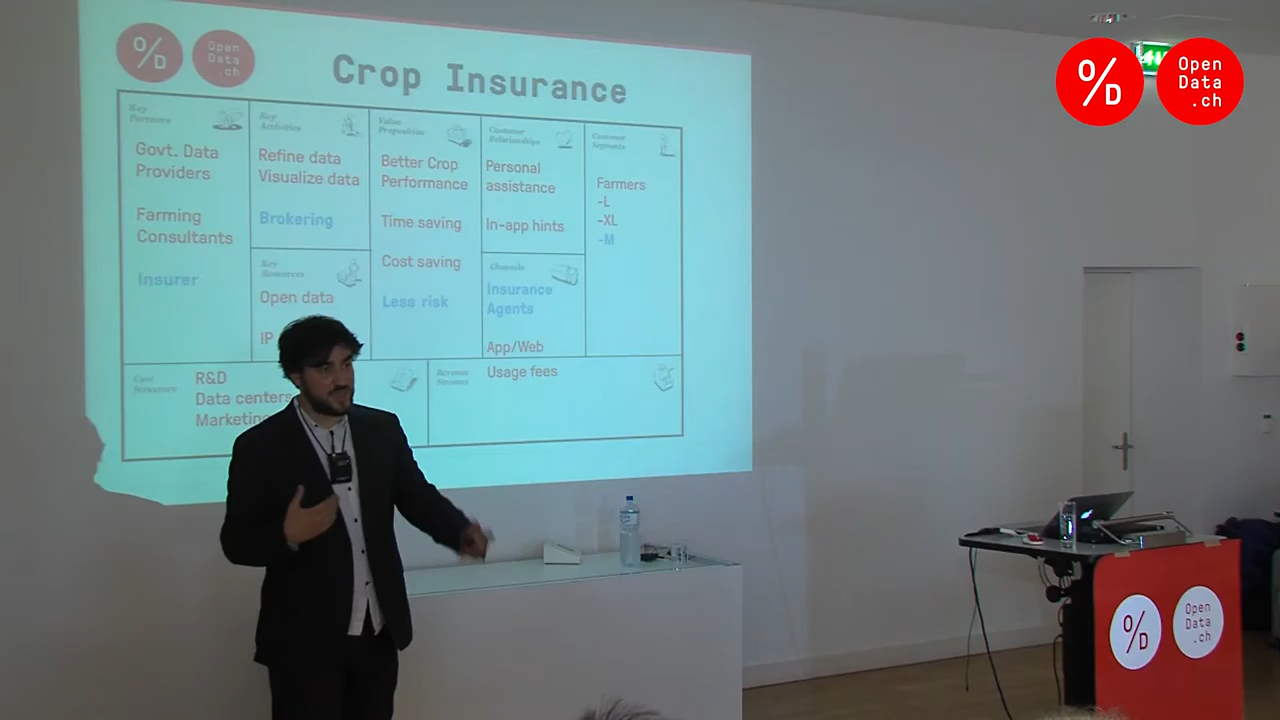 O/D
Open
Data
.ch
Crop Insurance
Key
Partners
Govt. Data
Providers
Farming
Consultants
Insurer
Key
Activities
Refine data
Visualize data
Brokering
Key
Resources
Open data
IP
Value
Proposition
Better Crop
Performance
Time saving
Cost saving
Less risk
Customer
Relationships
Personal
assistance
In-app hints
Channels
Insurance
Agents
App/Web
Customer
Segments
Farmers
-L
-XL
-M
Cost
Structure
R&D
Data centers
Marketing
Revenue
Streams
Usage fees
O/D
Open
Data
.ch
O/D
Open
Data
.ch